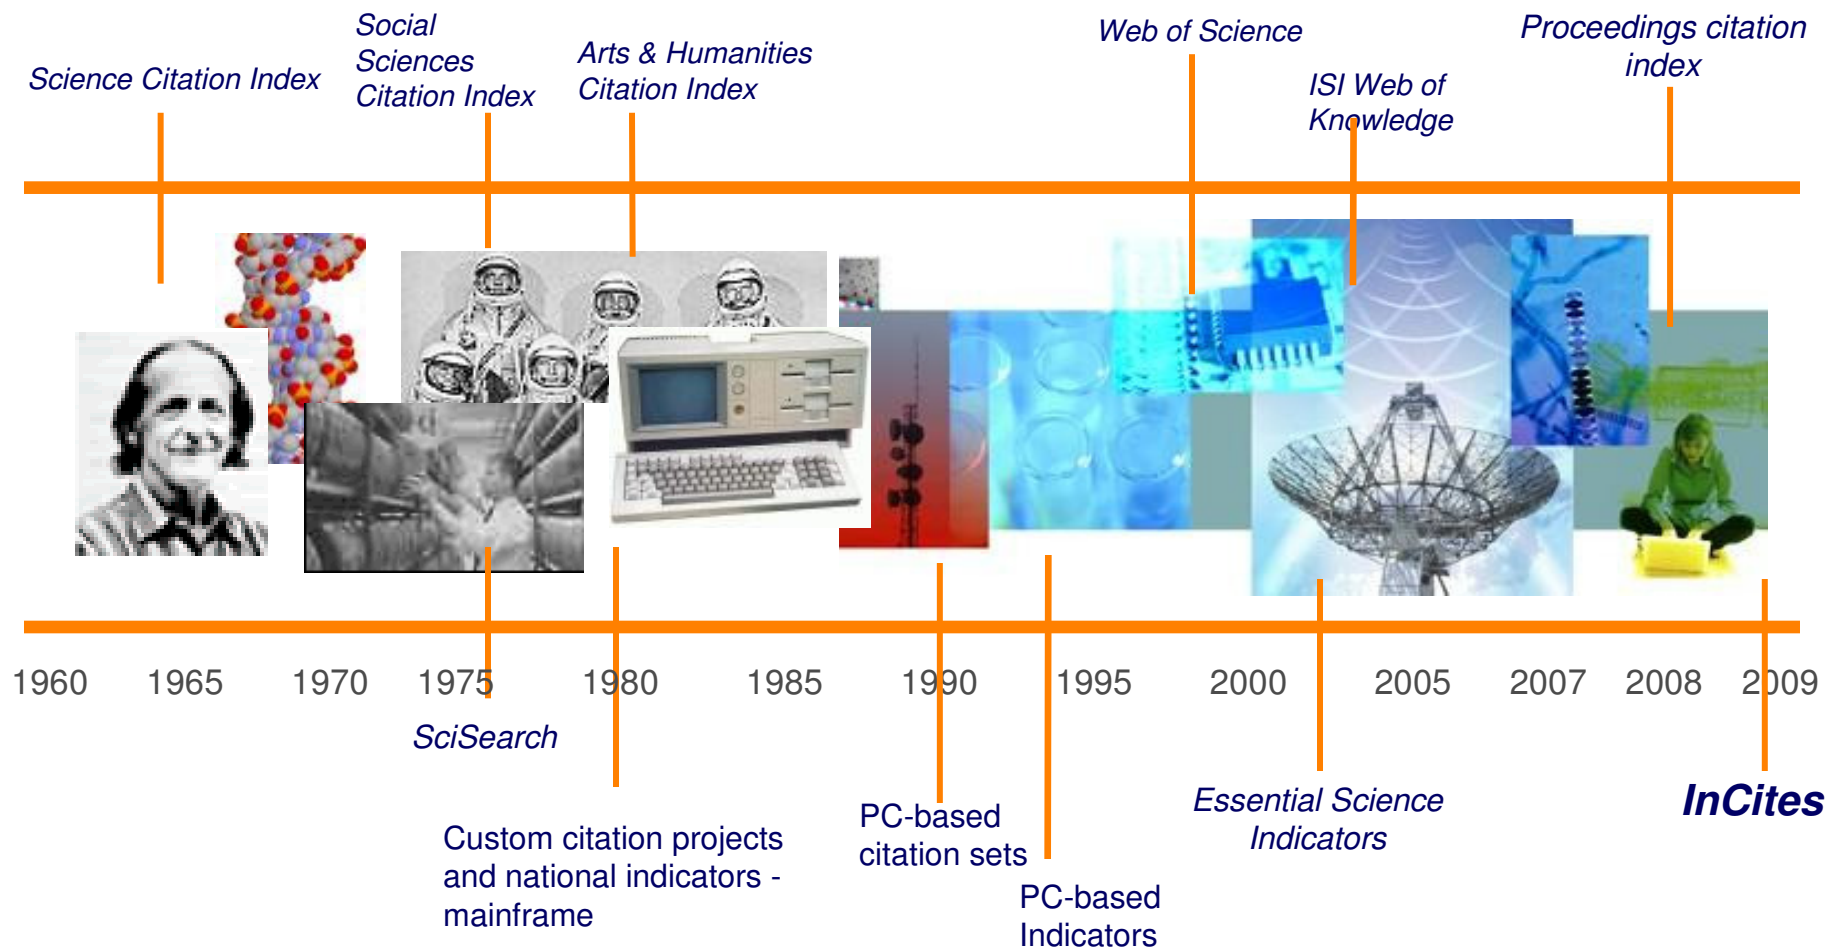 Science Citation Index
Social
Sciences
Citation Index
Arts & Humanities
Citation Index
Web of Science
ISI Web of
Knowledge
Proceedings citation
index
1960 1965 1970 1975 1980 1985 1990 1995 2000 2005 2007 2008 2009
SciSearch
Custom citation projects
and national indicators -
mainframe
PC-based
citation sets
PC-based
Indicators
Essential Science
Indicators
InCites